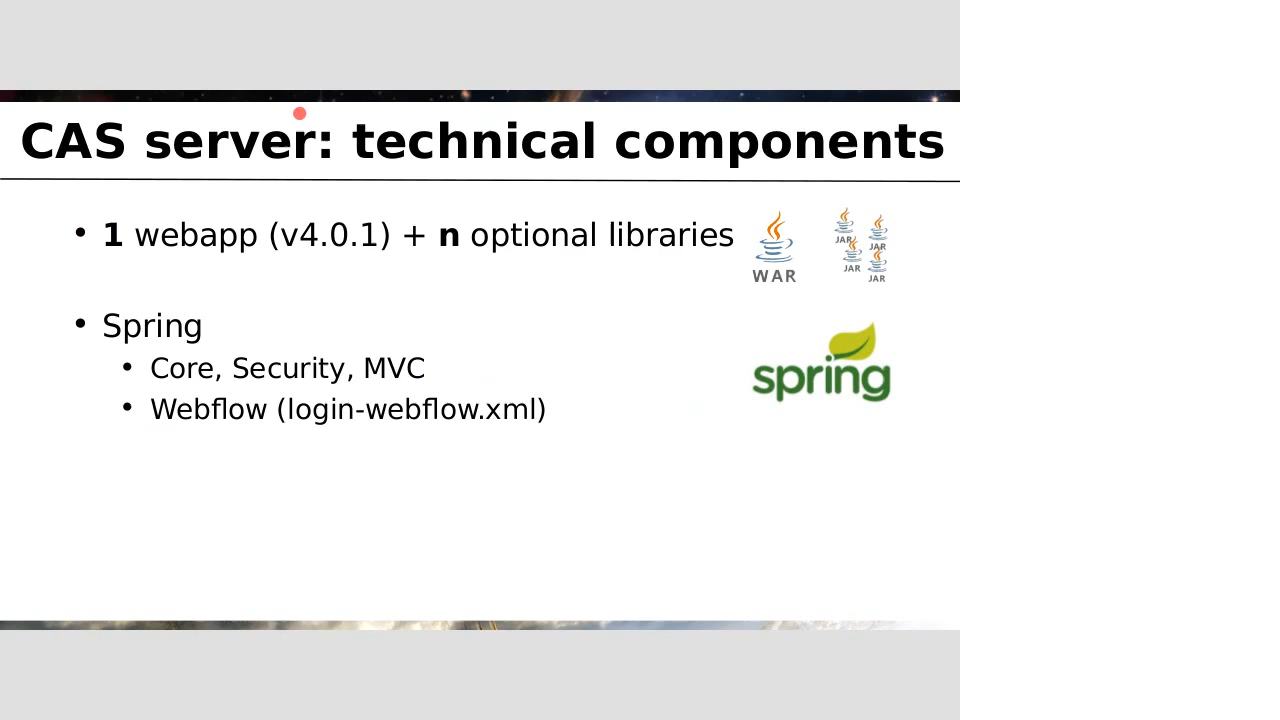 CAS server: technical components
• 1 webapp (v4.0.1) + n optional libraries
WAR
JAR
JAR
JAR
JAR
• Spring
• Core, Security, MVC
• Webflow (login-webflow.xml)
spring